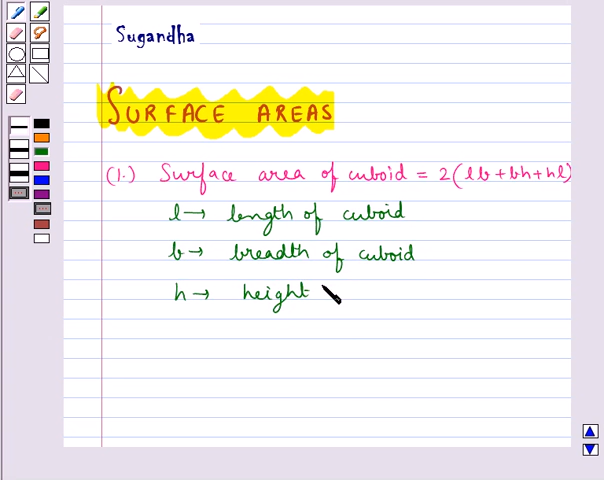 Sugandha
SURFACE AREAS
(1.) Surface area of cuboid = 2(lb+bh+hl)
l → length of cuboid
b → breadth of cuboid
h → height